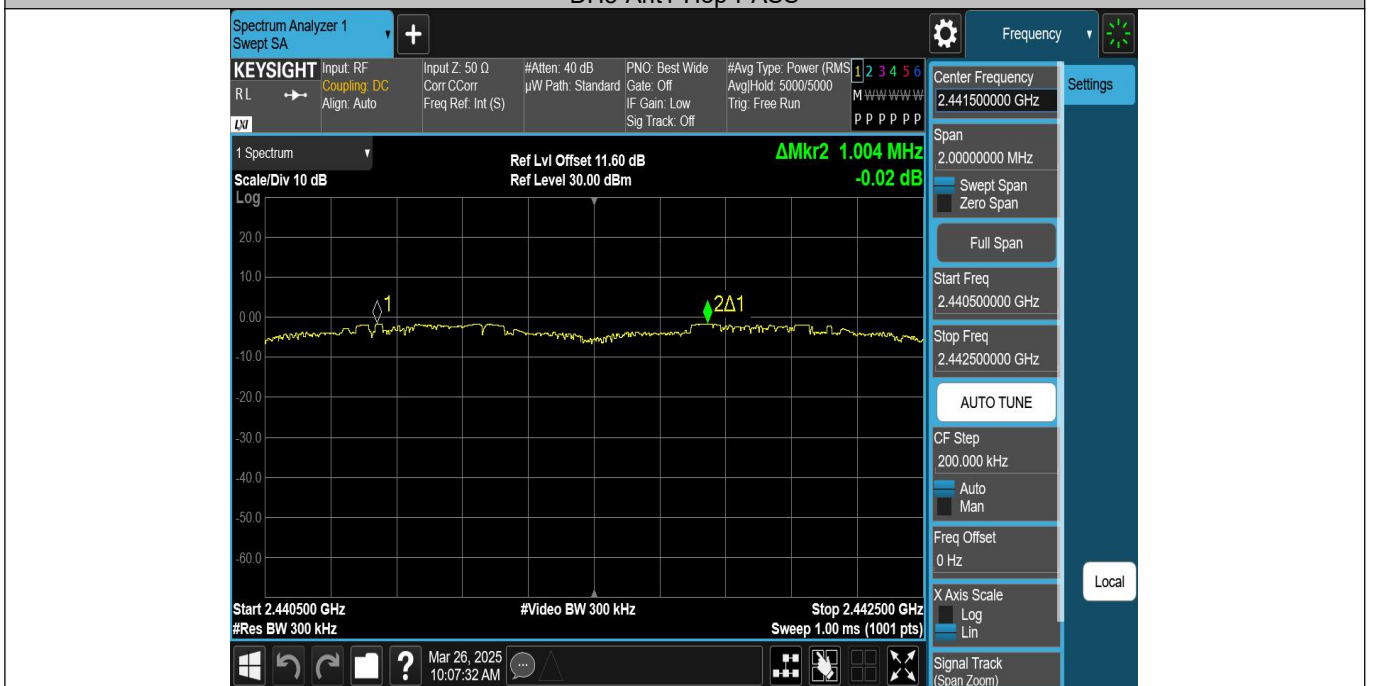 Spectrum Analyzer 1
Swept SA
Frequency
KEYSIGHT
RL
LXI
Input: RF
Coupling: DC
Align: Auto
Input Z: 50 Ω
Corr CCorr
Freq Ref: Int (S)
#Atten: 40 dB
µW Path: Standard
PNO: Best Wide
Gate: Off
IF Gain: Low
Sig Track: Off
#Avg Type: Power (RMS
Avg|Hold: 5000/5000
Trig: Free Run
1 2 3 4 5 6
M W W W W W
P P P P P P
1 Spectrum
Scale/Div 10 dB
Ref Lvl Offset 11.60 dB
Ref Level 30.00 dBm
ΔMkr2 1.004 MHz
-0.02 dB
Log
20.0
10.0
0.00
-10.0
-20.0
-30.0
-40.0
-50.0
-60.0
1
2Δ1
Start 2.440500 GHz
#Res BW 300 kHz
#Video BW 300 kHz
Stop 2.442500 GHz
Sweep 1.00 ms (1001 pts)
Mar 26, 2025
10:07:32 AM
Center Frequency
2.441500000 GHz
Settings
Span
2.00000000 MHz
Swept Span
Zero Span
Full Span
Start Freq
2.440500000 GHz
Stop Freq
2.442500000 GHz
AUTO TUNE
CF Step
200.000 kHz
Auto
Man
Freq Offset
0 Hz
X Axis Scale
Log
Lin
Local
Signal Track
(Span Zoom)